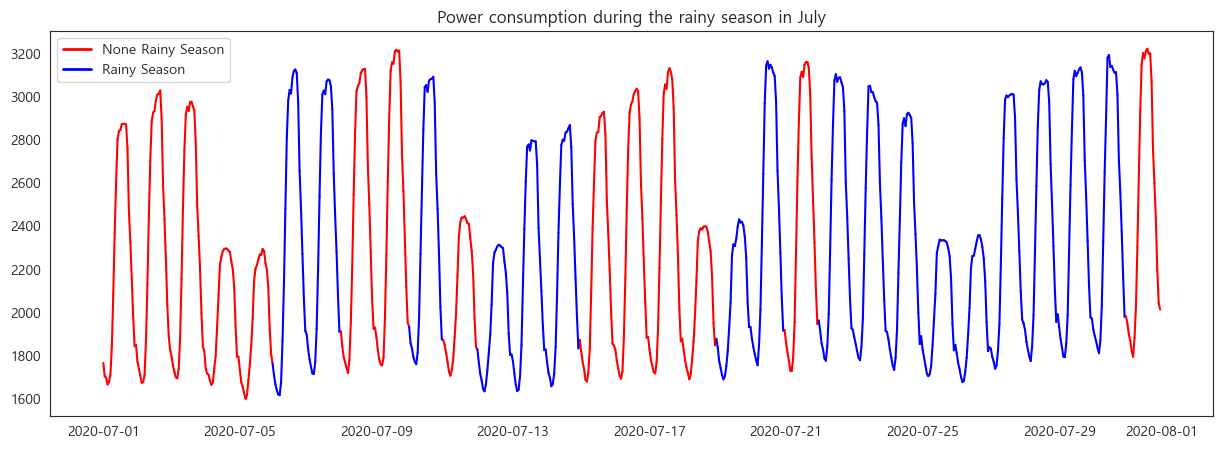 Power consumption during the rainy season in July
None Rainy Season
Rainy Season
3200
3000
2800
2600
2400
2200
2000
1800
1600
2020-07-01 2020-07-05 2020-07-09 2020-07-13 2020-07-17 2020-07-21 2020-07-25 2020-07-29 2020-08-01